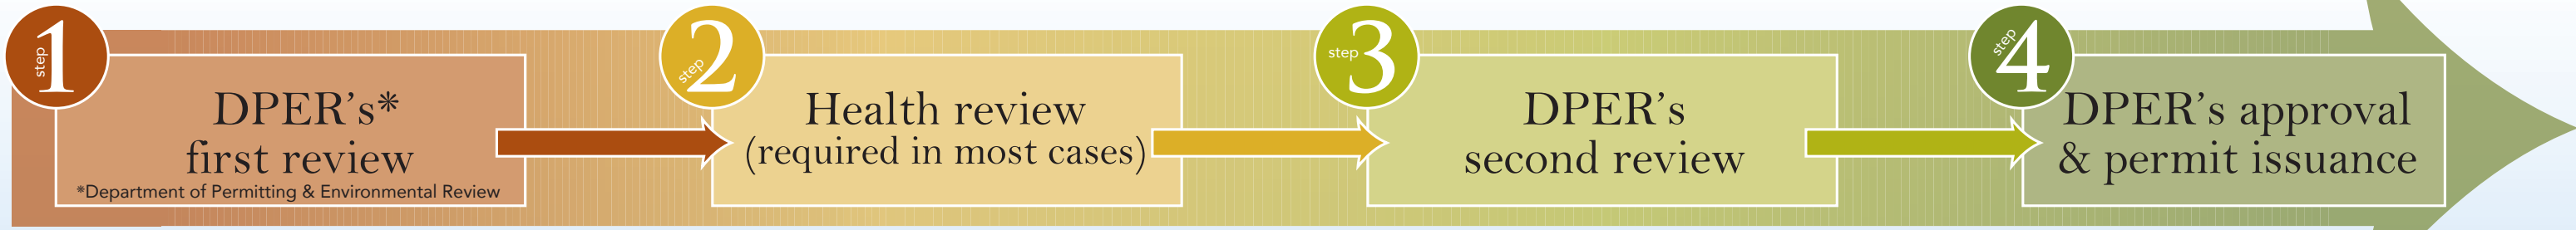 step 1
DPER’s*
first review
*Department of Permitting & Environmental Review
step 2
Health review
(required in most cases)
step 3
DPER’s
second review
step 4
DPER’s approval
& permit issuance